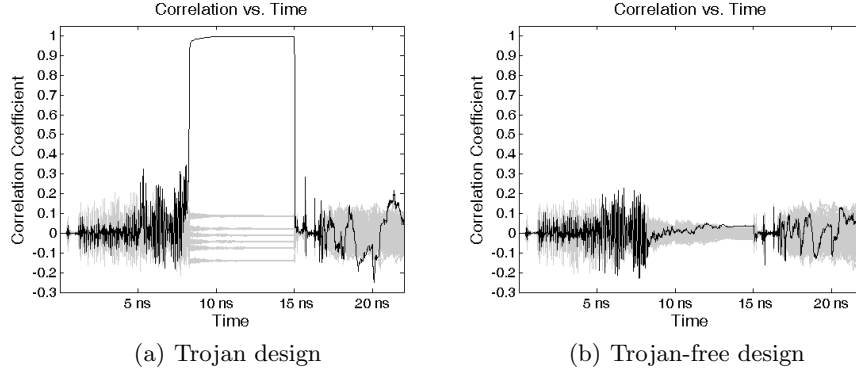 Correlation vs. Time
1
0.9
0.8
0.7
0.6
0.5
0.4
0.3
0.2
0.1
0
-0.1
-0.2
-0.3
Correlation Coefficient
5 ns
10 ns
15 ns
20 ns
Time
(a) Trojan design
Correlation vs. Time
1
0.9
0.8
0.7
0.6
0.5
0.4
0.3
0.2
0.1
0
-0.1
-0.2
-0.3
Correlation Coefficient
5 ns
10 ns
15 ns
20 ns
Time
(b) Trojan-free design